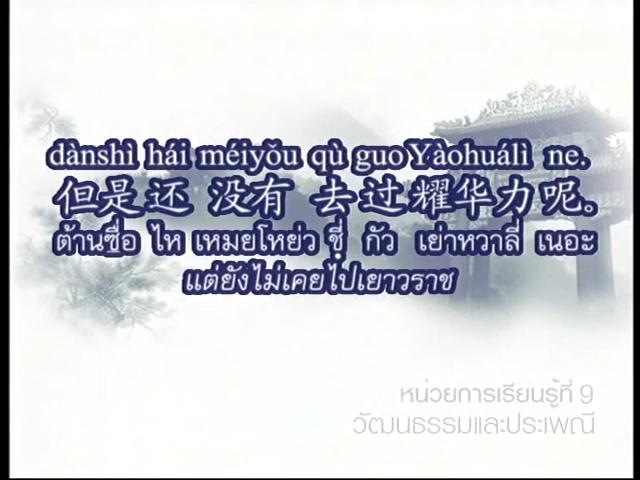 dànshì hái méiyǒu qù guo Yàohuálì ne.
但是还 没有 去过耀华力呢.
ต้านซื่อ ไห เหมยโหย่ว ชฺวี่ กัว เย่าหวาลี่ เนอะ
แต่ยังไม่เคยไปเยาวราช
หน่วยการเรียนรู้ที่ 9
วัฒนธรรมและประเพณี